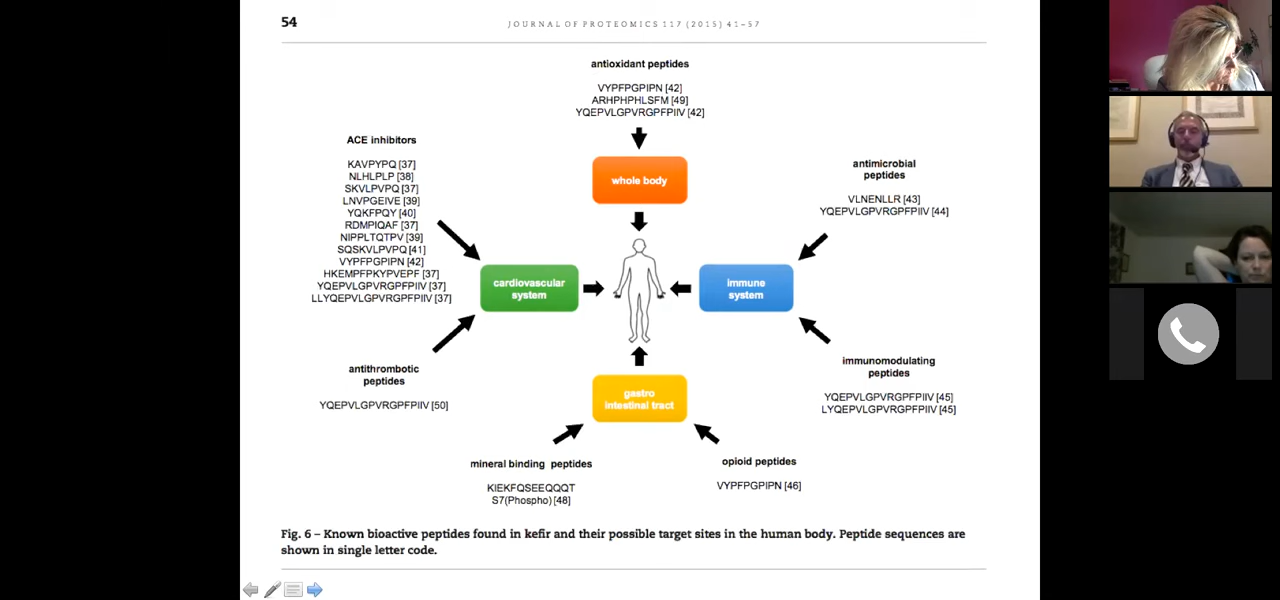 54
JOURNAL OF PROTEOMICS 117 (2015) 41–57
antioxidant peptides
VYPFPGPIPN [42]
ARHPHPHLSFM [49]
YQEPVLGPVRGPFPIIV [42]
whole body
ACE inhibitors
KAVPYPQ [37]
NLHLPLP [38]
SKVLPVPQ [37]
LNVPGEIVE [39]
YQKFPQY [40]
RDMPIQAF [37]
NIPPLTQTPV [39]
SQSKVLPVPQ [41]
VYPFPGPIPN [42]
HKEMPFPKYPVEPF [37]
YQEPVLGPVRGPFPIIV [37]
LLYQEPVLGPVRGPFPIIV [37]
cardiovascular
system
antithrombotic
peptides
YQEPVLGPVRGPFPIIV [50]
antimicrobial
peptides
VLNENLLR [43]
YQEPVLGPVRGPFPIIV [44]
immune
system
immunomodulating
peptides
YQEPVLGPVRGPFPIIV [45]
LYQEPVLGPVRGPFPIIV [45]
gastro
intestinal tract
mineral binding peptides
KIEKFQSEEQQQT
S7(Phospho) [48]
opioid peptides
VYPFPGPIPN [46]
Fig. 6 – Known bioactive peptides found in kefir and their possible target sites in the human body. Peptide sequences are
shown in single letter code.